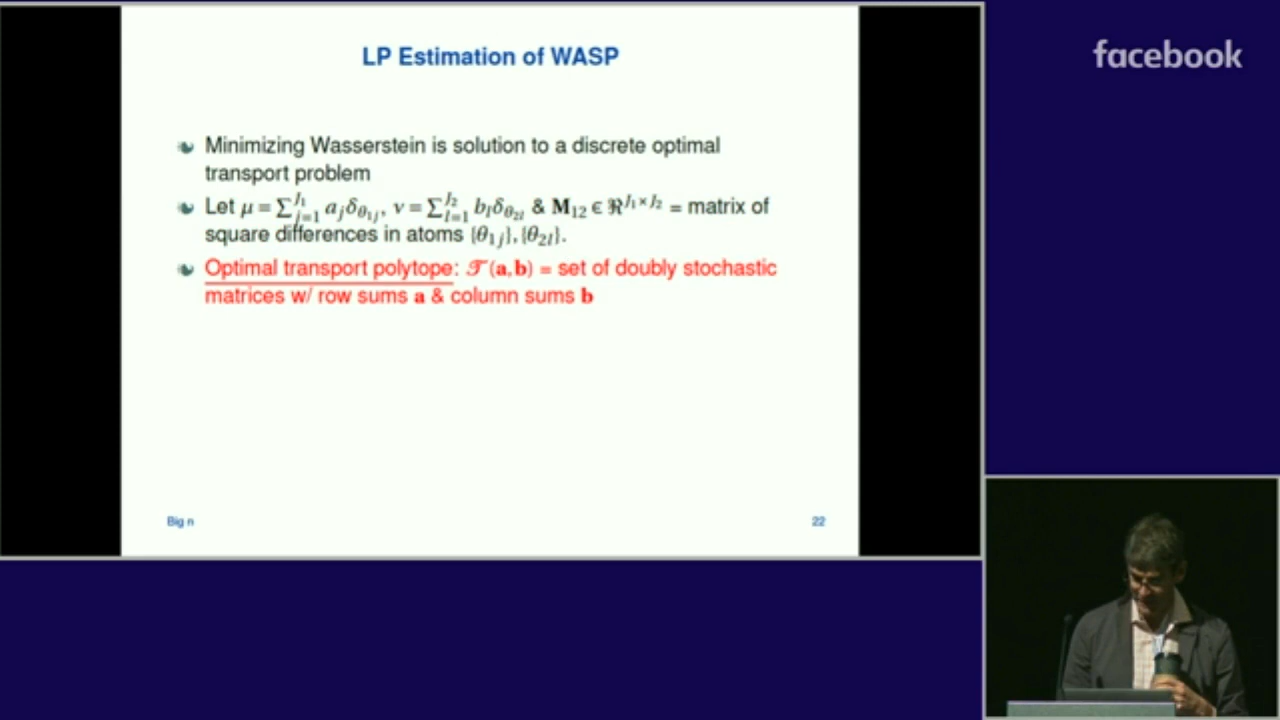 LP Estimation of WASP
Minimizing Wasserstein is solution to a discrete optimal
transport problem
Let μ = ∑_{j=1}^{J_1} a_j δ_{θ_{1j}}, ν = ∑_{l=1}^{J_2} b_l δ_{θ_{2l}} & M_{12} ∈ ℜ^{J_1×J_2} = matrix of
square differences in atoms {θ_{1j}}, {θ_{2l}}.
Optimal transport polytope: 𝒯(a,b) = set of doubly stochastic
matrices w/ row sums a & column sums b
Big n
22
facebook